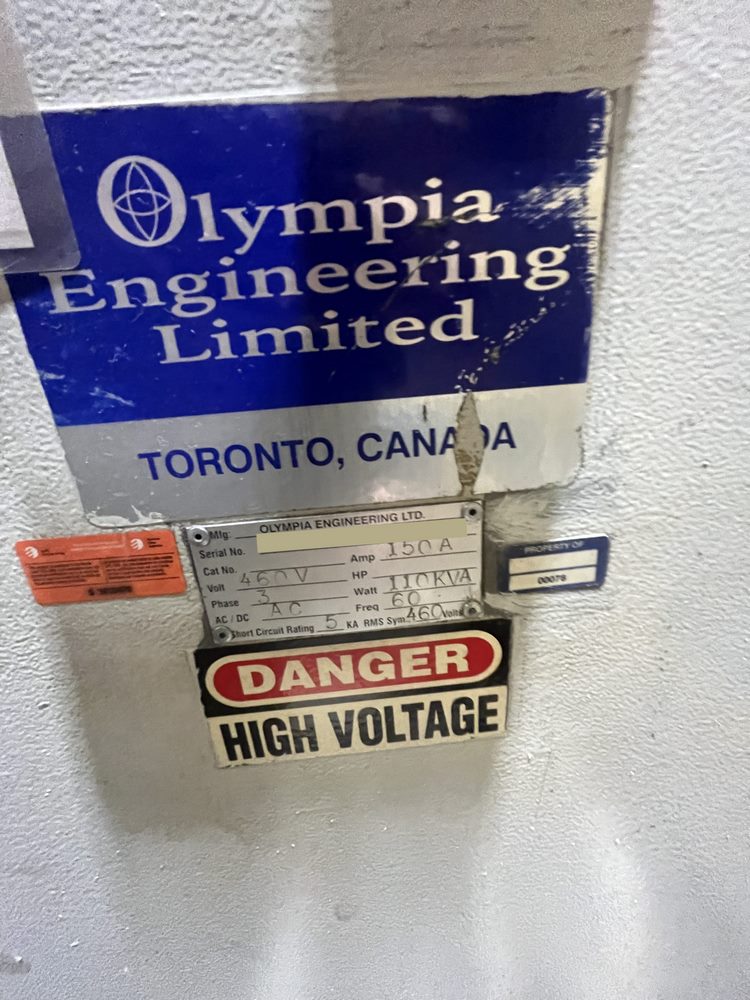 Olympia
Engineering
Limited
TORONTO, CANADA
Mfg: OLYMPIA ENGINEERING LTD.
Serial No.
Cat No. Amp 150 A
Volt 460 V HP
Phase 3 Watt 110KVA
AC / DC AC Freq 60
Short Circuit Rating 5 KA RMS Sym. 460 Volts
PROPERTY OF
00078
DANGER
HIGH VOLTAGE